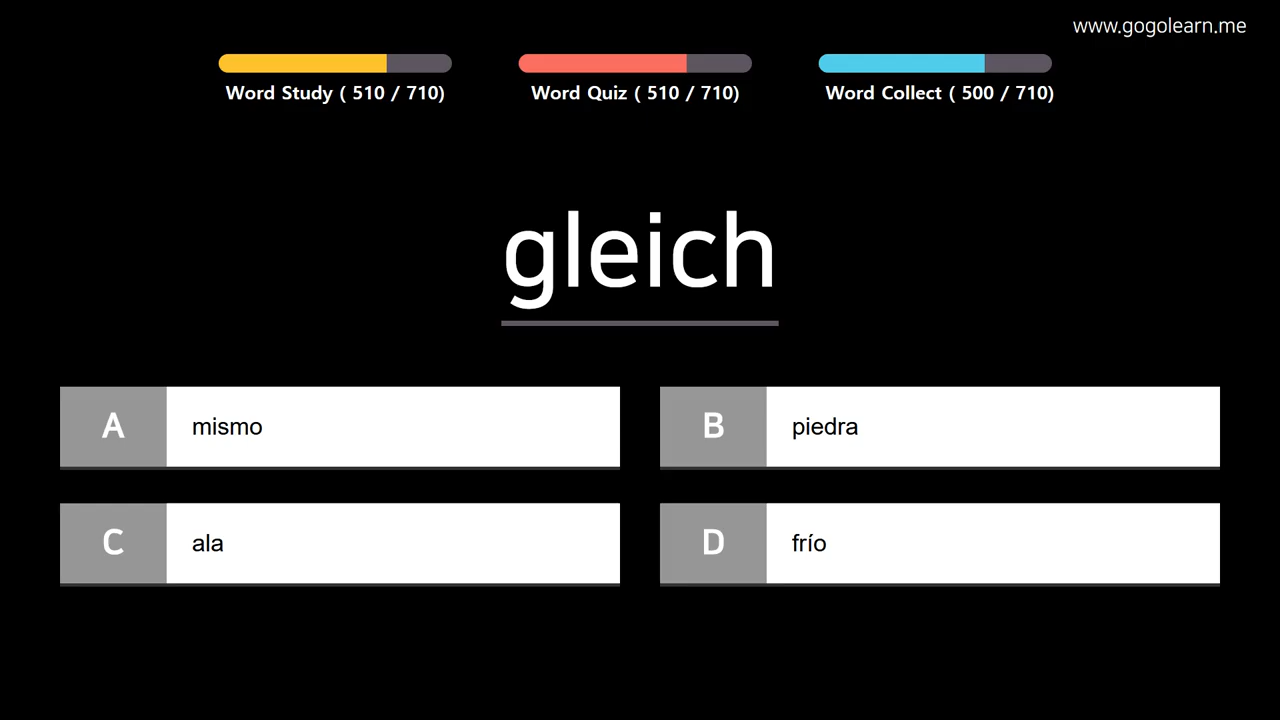 www.gogolearn.me
Word Study ( 510 / 710)
Word Quiz ( 510 / 710)
Word Collect ( 500 / 710)
gleich
A mismo
B piedra
C ala
D frío